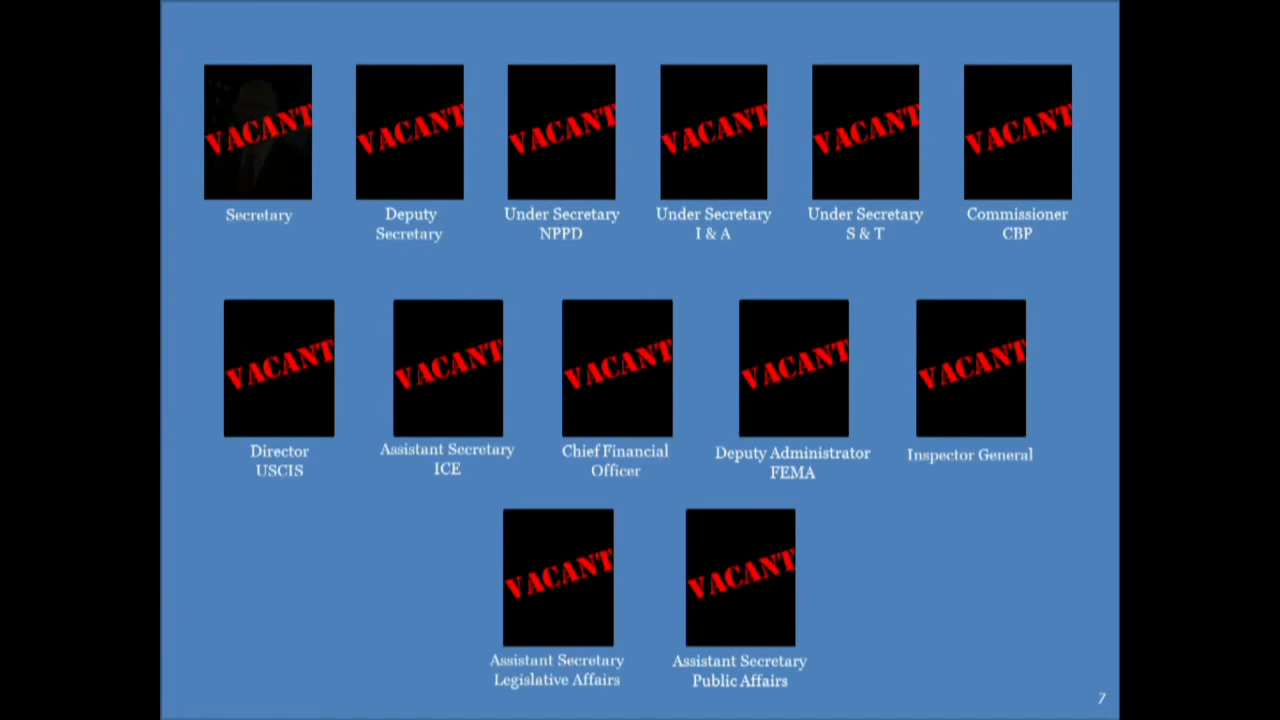 VACANT VACANT VACANT VACANT VACANT VACANT
Secretary
Deputy
Secretary
Under Secretary
NPPD
Under Secretary
I & A
Under Secretary
S & T
Commissioner
CBP
VACANT VACANT VACANT VACANT VACANT
Director
USCIS
Assistant Secretary
ICE
Chief Financial
Officer
Deputy Administrator
FEMA
Inspector General
VACANT VACANT
Assistant Secretary
Legislative Affairs
Assistant Secretary
Public Affairs
7